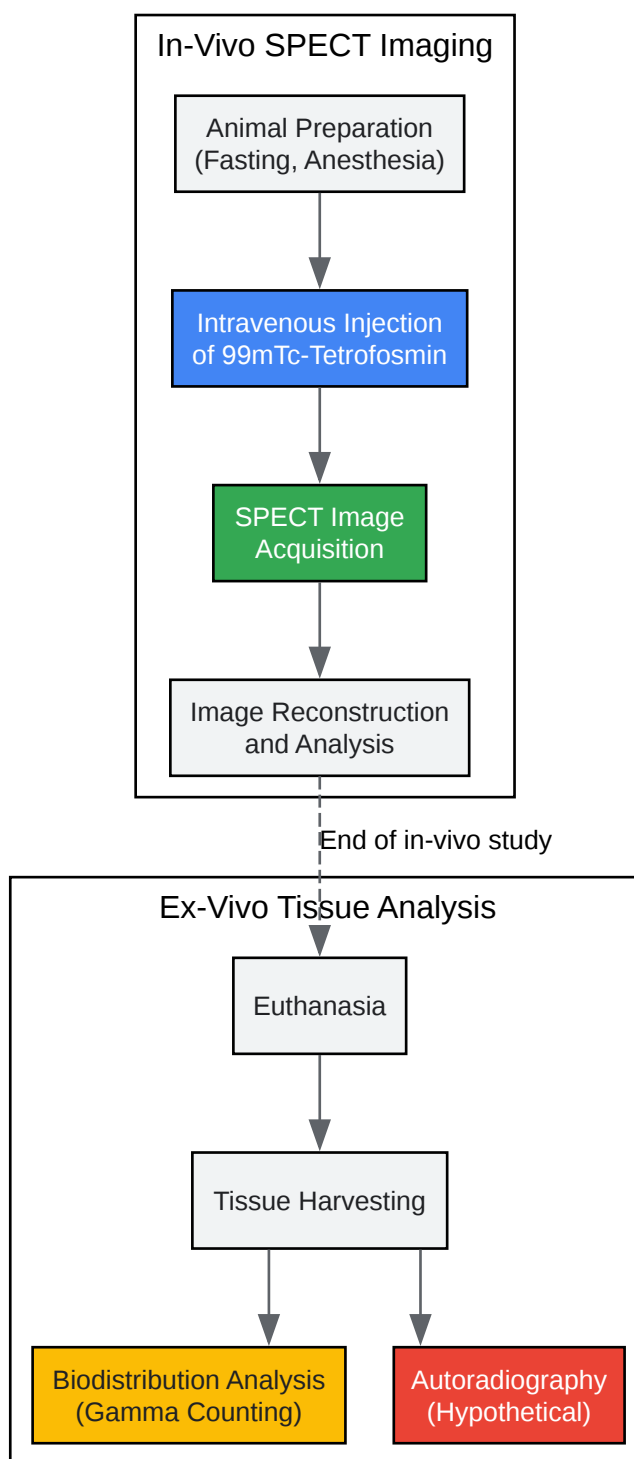 In-Vivo SPECT Imaging
Animal Preparation
(Fasting, Anesthesia)
Intravenous Injection
of 99mTc-Tetrofosmin
SPECT Image
Acquisition
Image Reconstruction
and Analysis
End of in-vivo study
Ex-Vivo Tissue Analysis
Euthanasia
Tissue Harvesting
Biodistribution Analysis
(Gamma Counting)
Autoradiography
(Hypothetical)